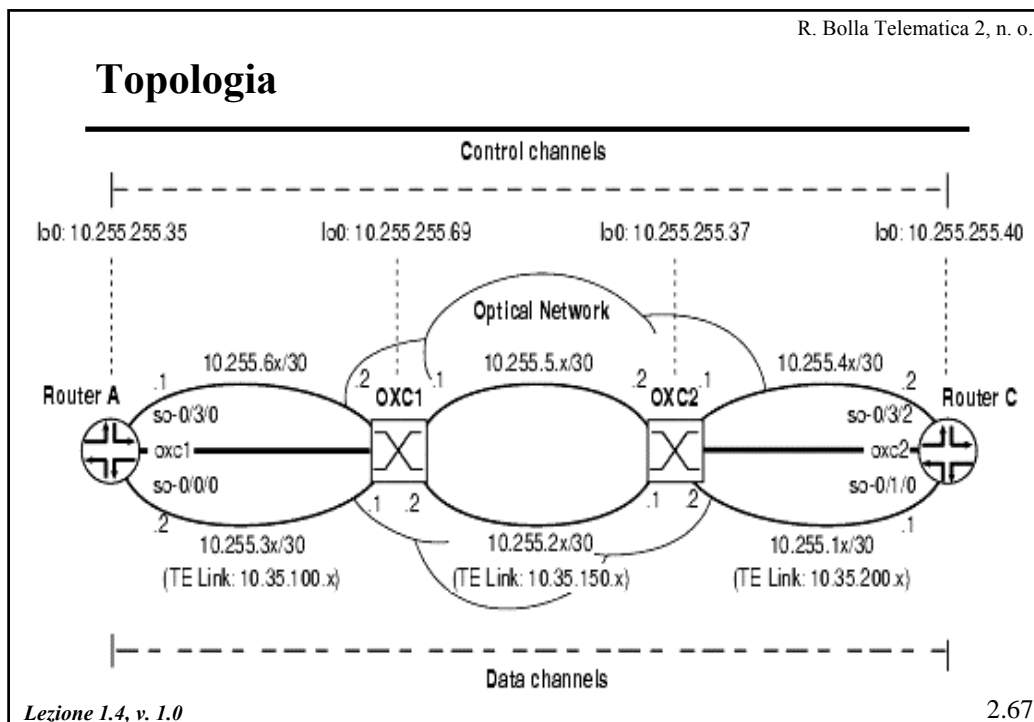 R. Bolla Telematica 2, n. o.
Topologia
Control channels
lo0: 10.255.255.35 lo0: 10.255.255.69 lo0: 10.255.255.37 lo0: 10.255.255.40
Optical Network
10.255.6x/30 10.255.5.x/30 10.255.4x/30
.1 .2 .1 .2 .1 .2
Router A OXC1 OXC2 Router C
so-0/3/0 so-0/3/2
oxc1 oxc2
so-0/0/0 so-0/1/0
.2 .1 .2 .1 .2 .1
10.255.3x/30 10.255.2x/30 10.255.1x/30
(TE Link: 10.35.100.x) (TE Link: 10.35.150.x) (TE Link: 10.35.200.x)
Data channels
Lezione 1.4, v. 1.0 2.67